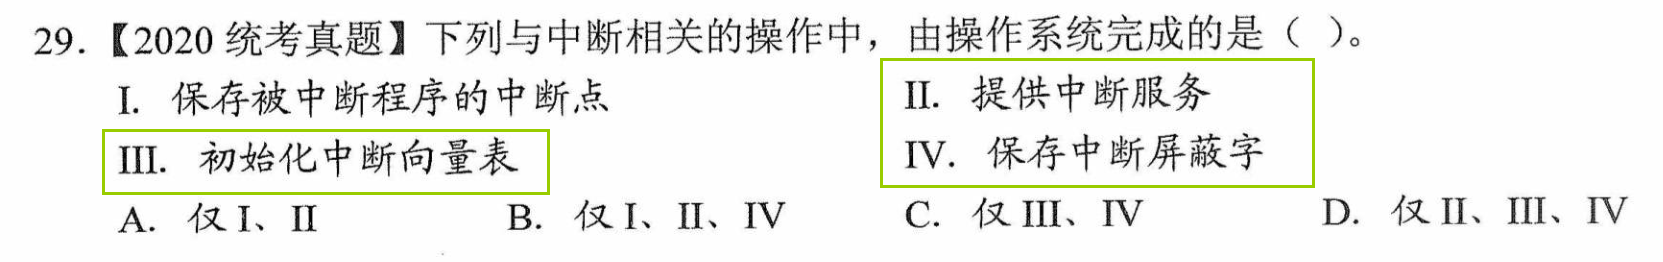 29.【2020 统考真题】下列与中断相关的操作中，由操作系统完成的是（ ）。
I. 保存被中断程序的中断点 II. 提供中断服务
III. 初始化中断向量表 IV. 保存中断屏蔽字
A. 仅 I、II B. 仅 I、II、IV C. 仅 III、IV D. 仅 II、III、IV